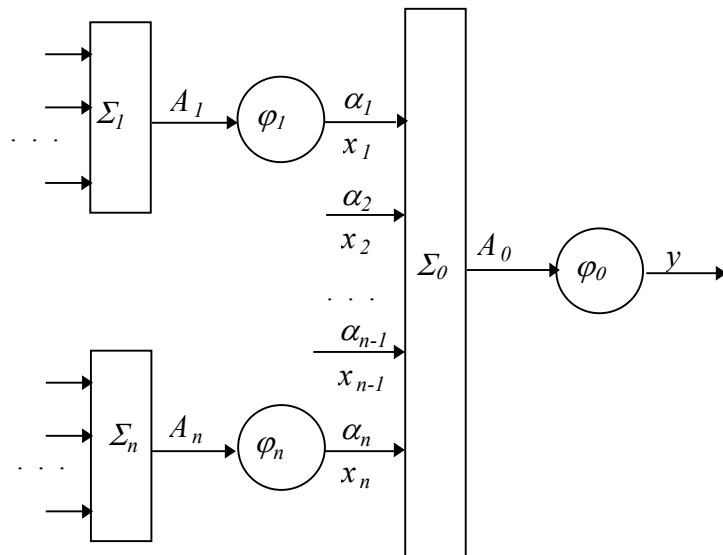 Σ1 A1 φ1 α1
x1
. . .
α2
x2
Σ0 A0 φ0 y
. . .
αn-1
xn-1
Σn An φn αn
xn
. . .